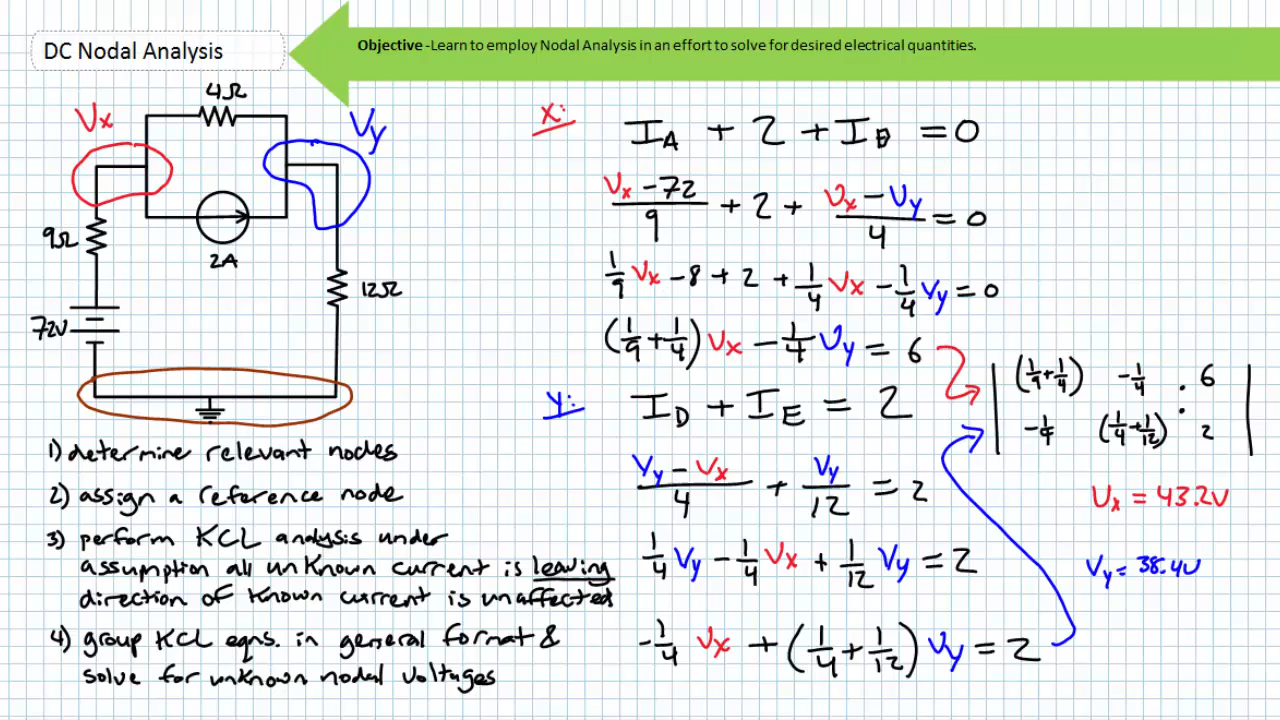 DC Nodal Analysis
Objective -Learn to employ Nodal Analysis in an effort to solve for desired electrical quantities.
Vx
4Ω
Vy
9Ω
2A
12Ω
72V
1) determine relevant nodes
2) assign a reference node
3) perform KCL analysis under
assumption all unknown current is leaving
direction of known current is unaffected
4) group KCL eqns. in general format &
solve for unknown nodal voltages
X:
I_A + 2 + I_B = 0
(Vx - 72)/9 + 2 + (Vx - Vy)/4 = 0
1/9 Vx - 8 + 2 + 1/4 Vx - 1/4 Vy = 0
(1/9 + 1/4) Vx - 1/4 Vy = 6
Y:
I_D + I_E = 2
(Vy - Vx)/4 + Vy/12 = 2
1/4 Vy - 1/4 Vx + 1/12 Vy = 2
-1/4 Vx + (1/4 + 1/12) Vy = 2
| (1/9 + 1/4) -1/4 : 6 |
| -1/4 (1/4 + 1/12) : 2 |
Vx = 43.2V
Vy = 38.4V